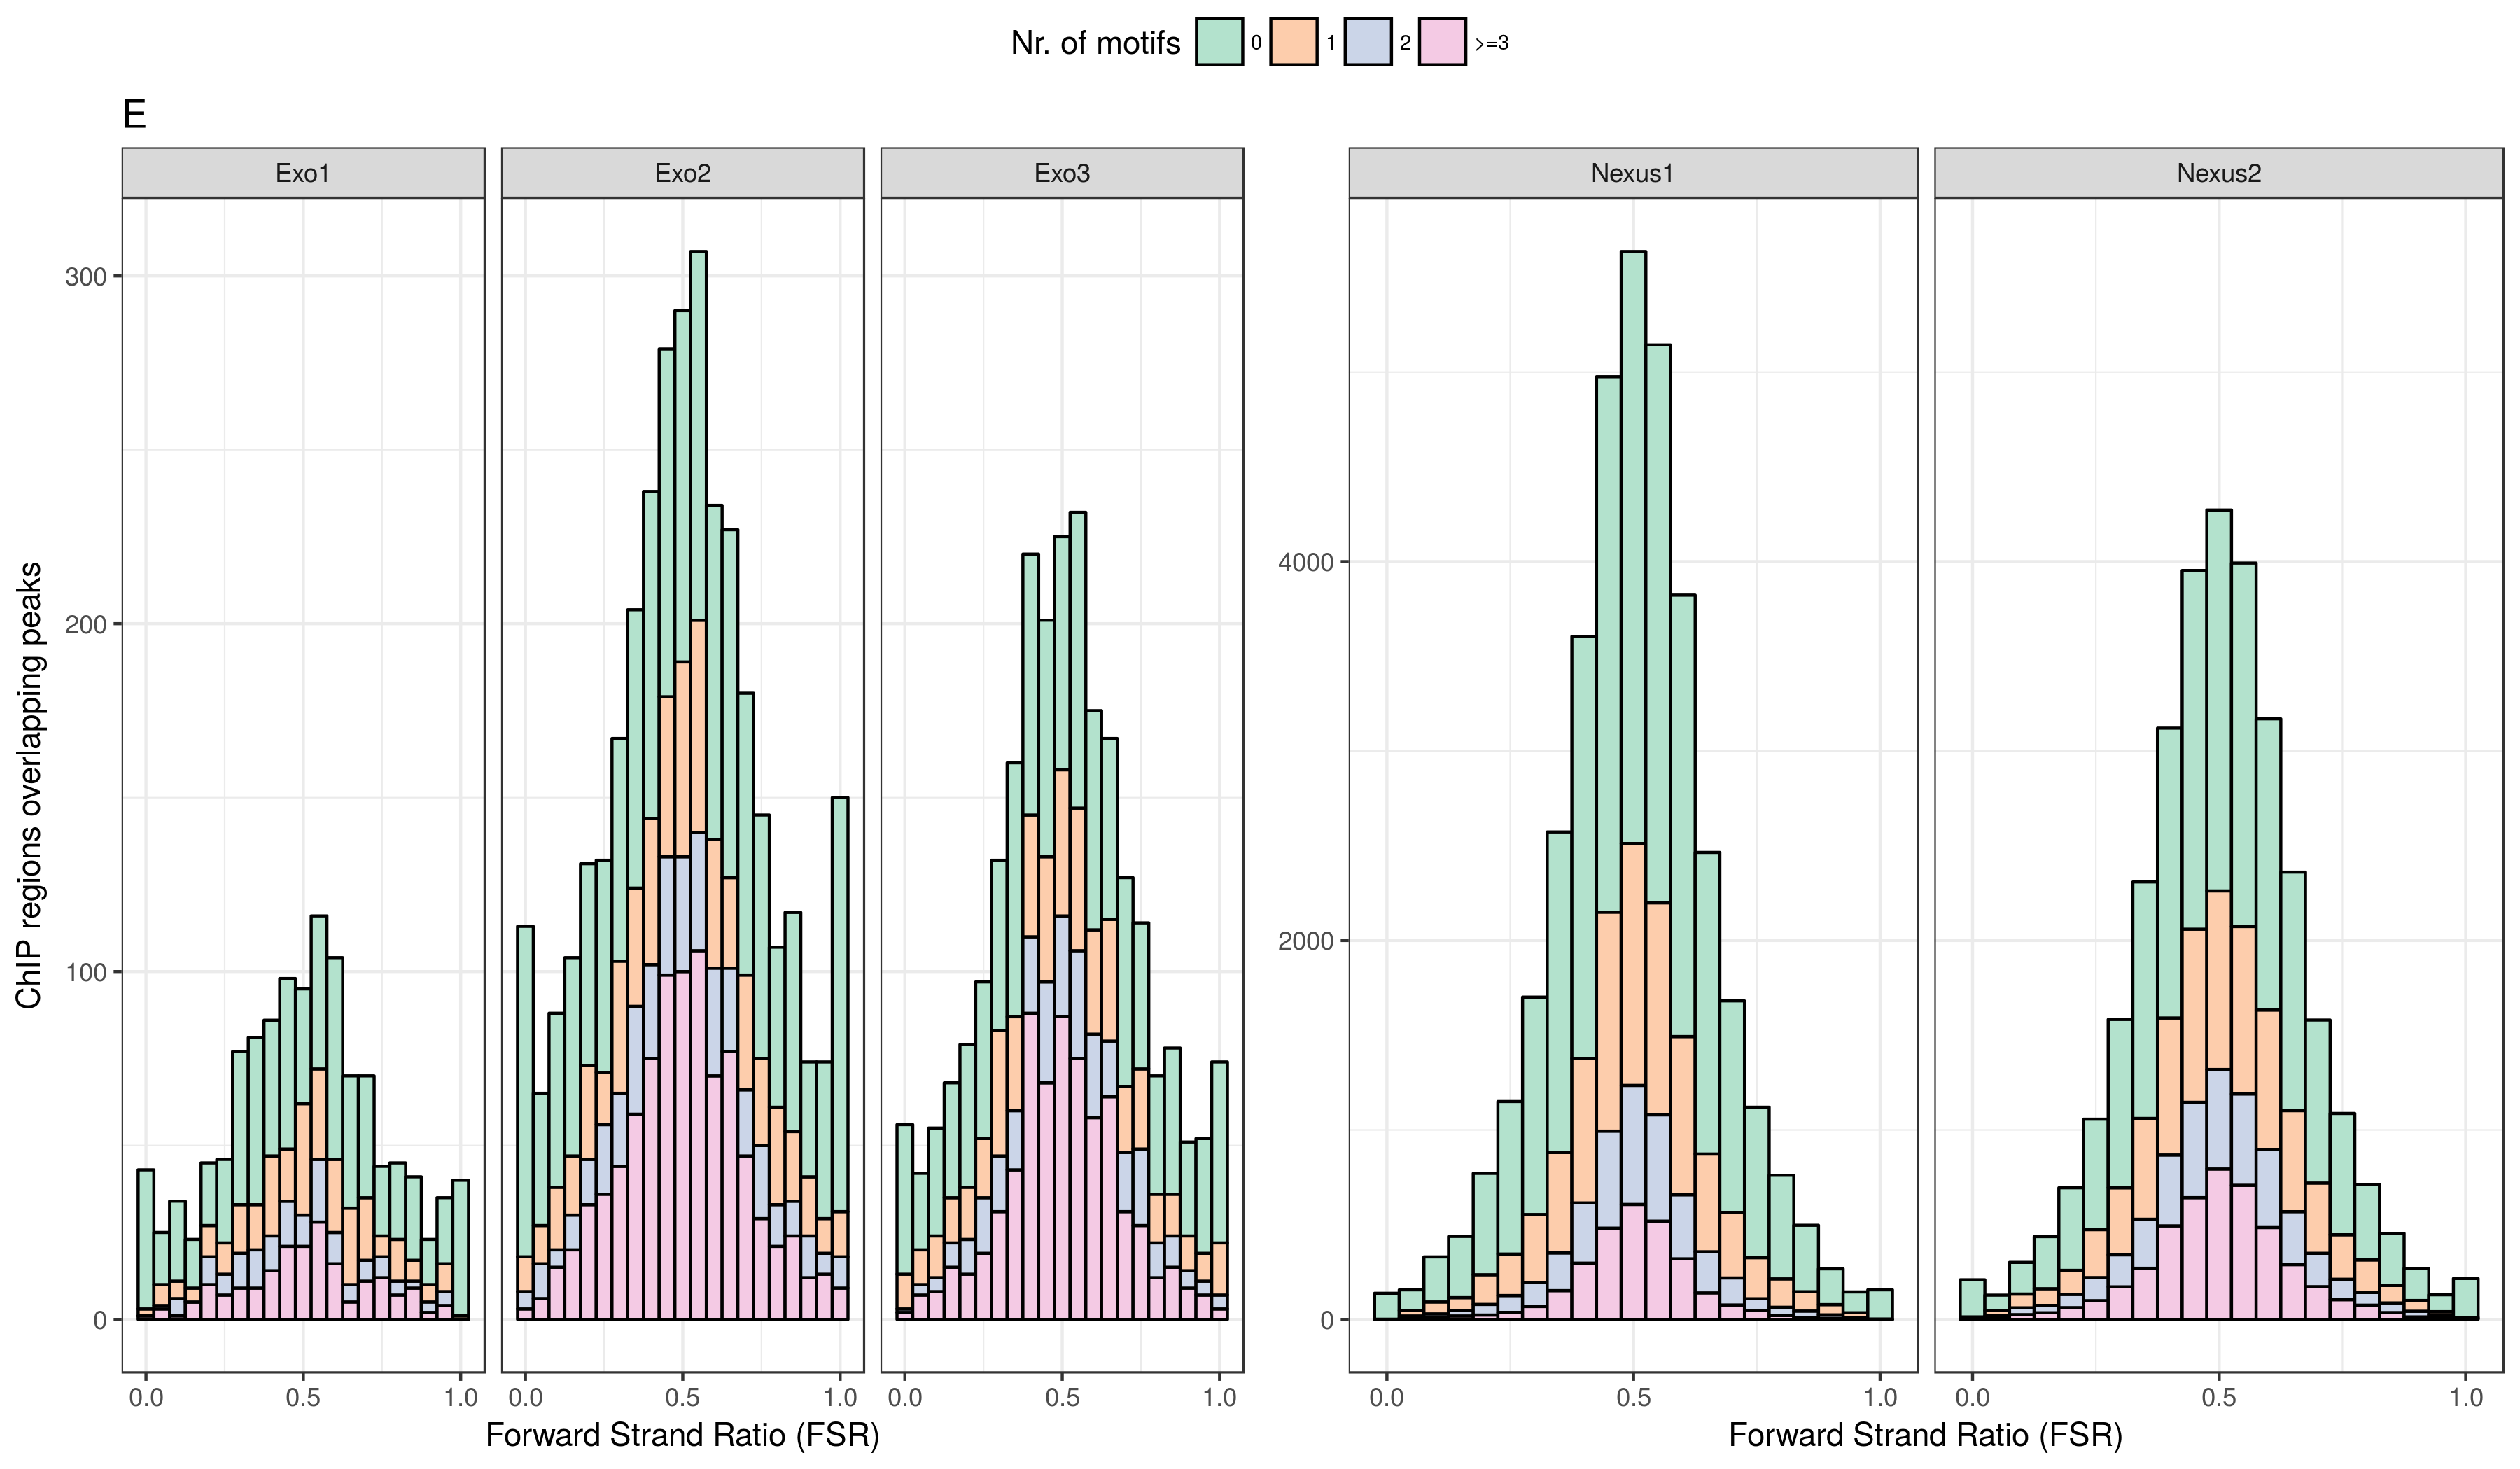 Nr. of motifs 0 1 2 >=3
E
Exo1 Exo2 Exo3 Nexus1 Nexus2
ChIP regions overlapping peaks
300
200
100
0
4000
2000
0
0.0 0.5 1.0 0.0 0.5 1.0 0.0 0.5 1.0 0.0 0.5 1.0 0.0 0.5 1.0
Forward Strand Ratio (FSR) Forward Strand Ratio (FSR)